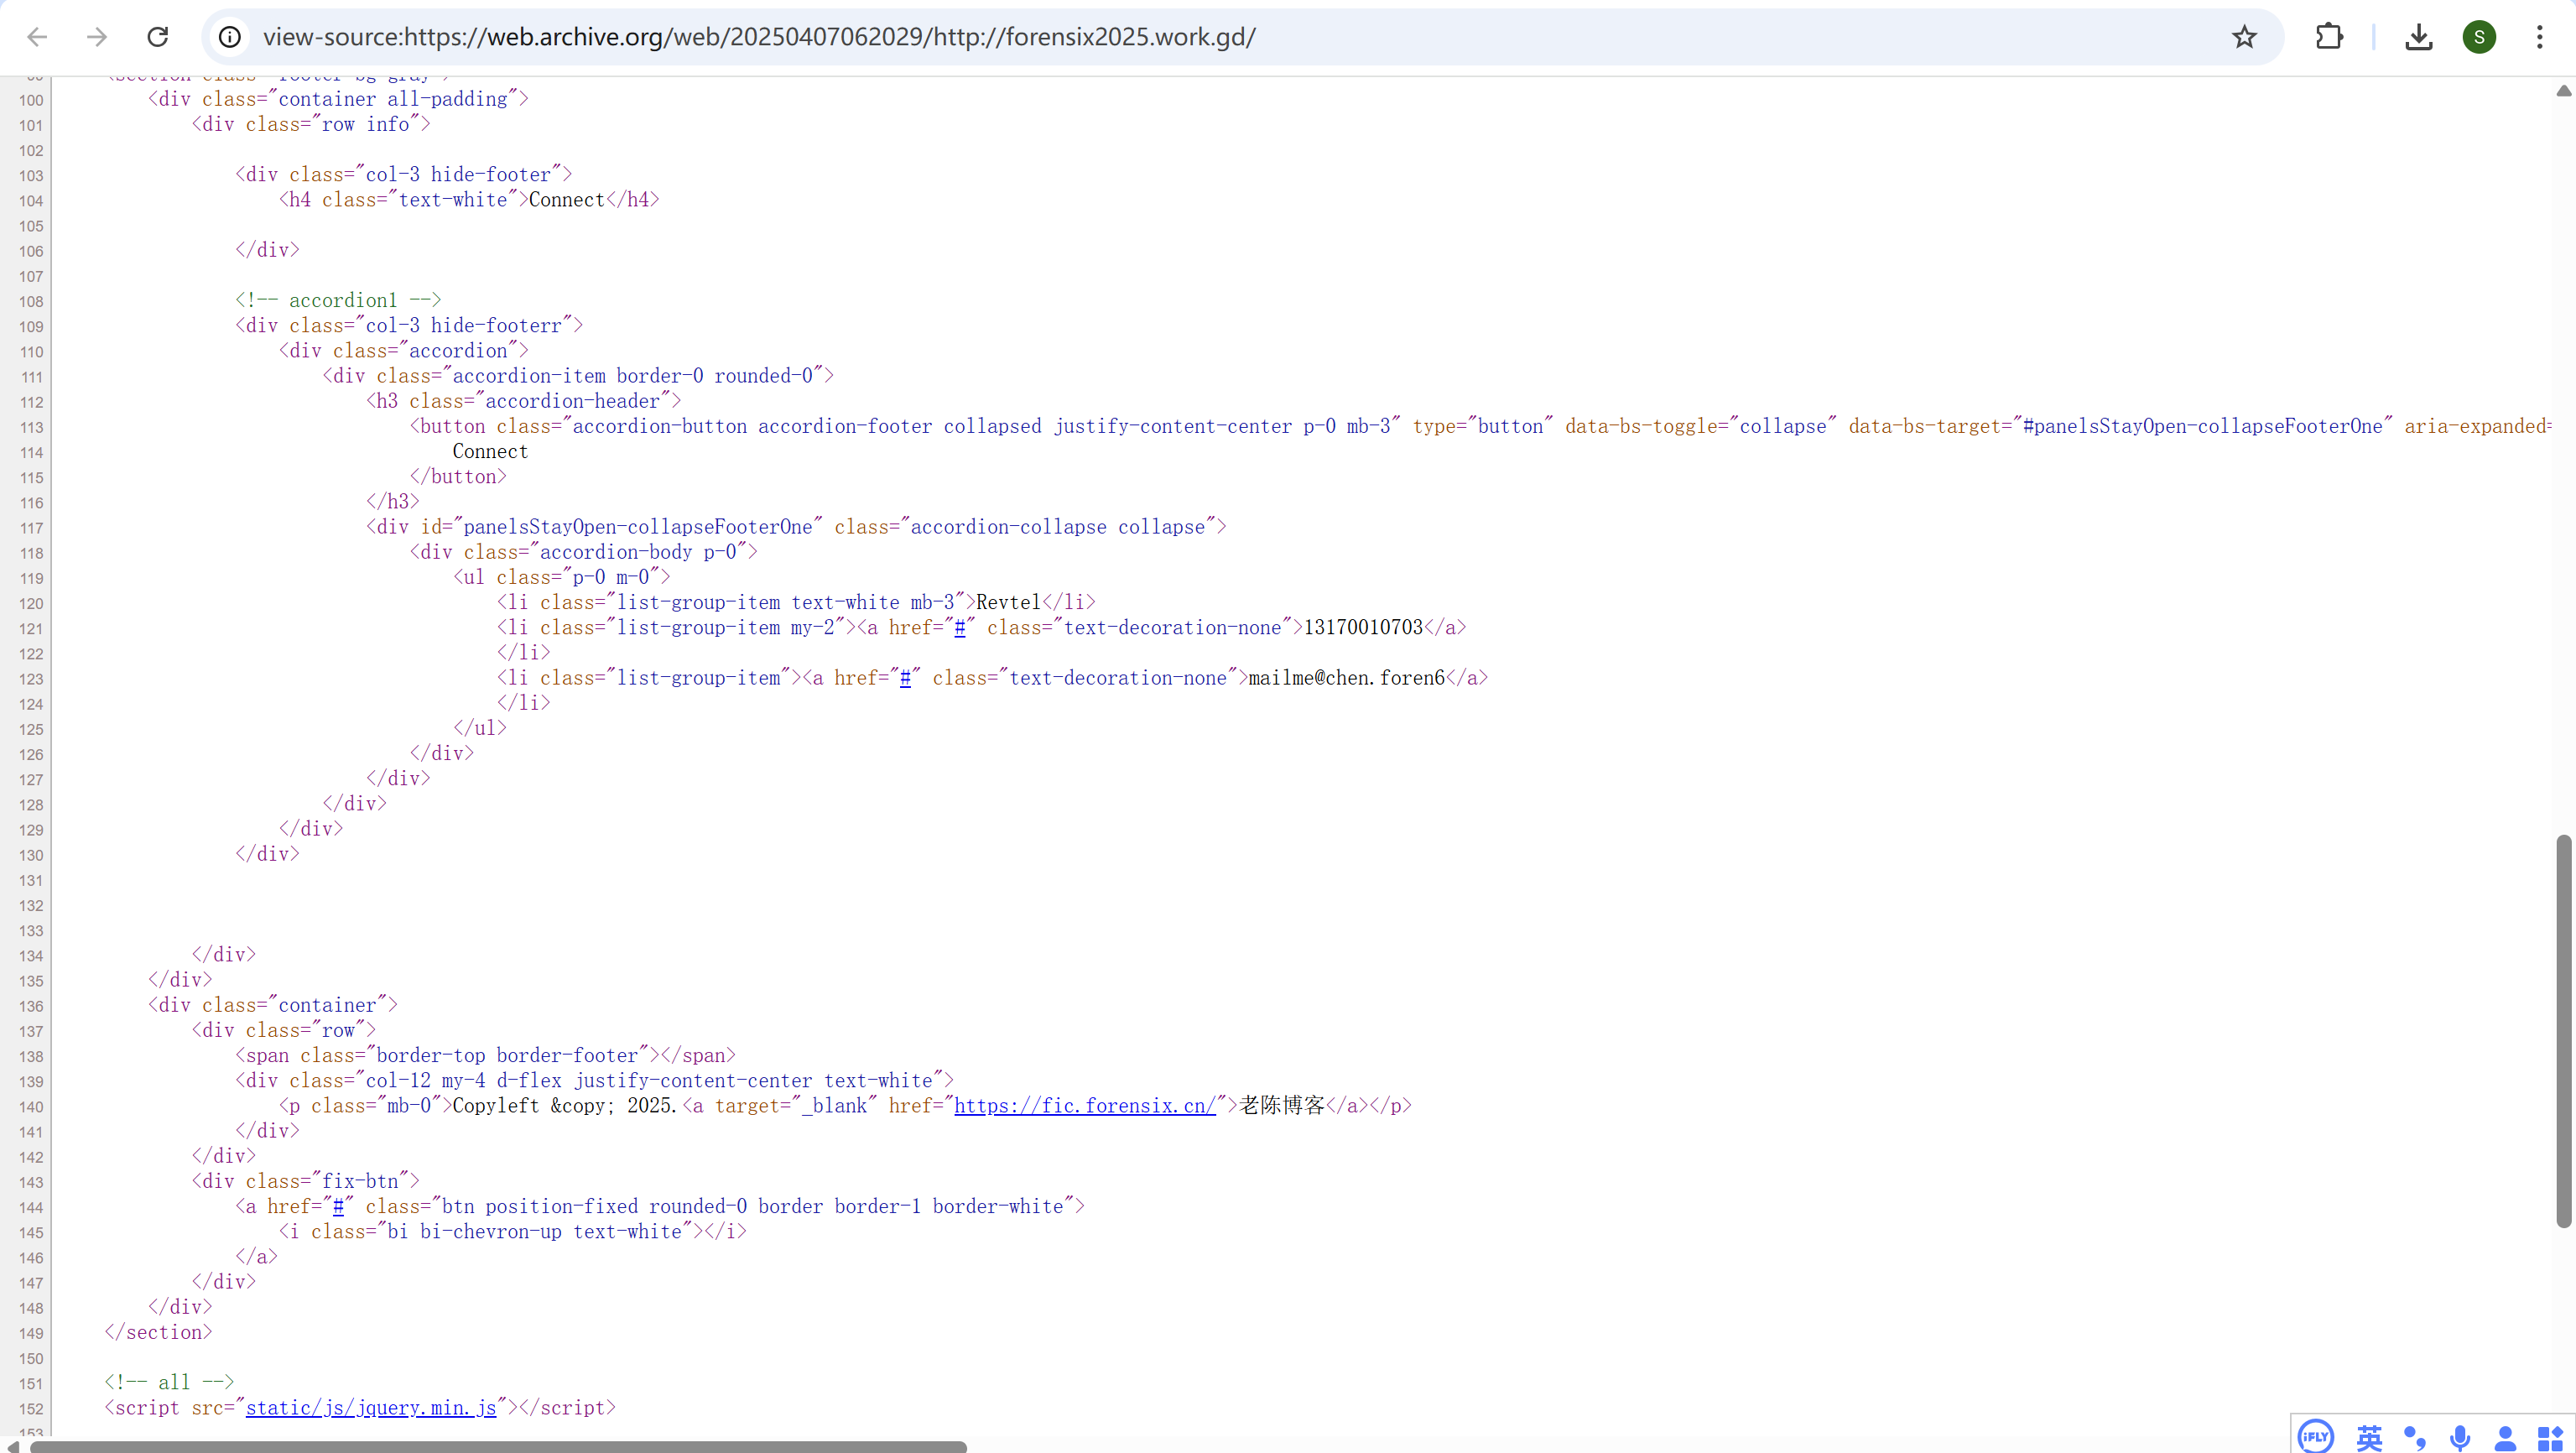 view-source:https://web.archive.org/web/20250407062029/http://forensix2025.work.gd/
S
100 <div class="container all-padding">
101 <div class="row info">
102
103 <div class="col-3 hide-footer">
104 <h4 class="text-white">Connect</h4>
105
106 </div>
107
108 <!-- accordion1 -->
109 <div class="col-3 hide-footerr">
110 <div class="accordion">
111 <div class="accordion-item border-0 rounded-0">
112 <h3 class="accordion-header">
113 <button class="accordion-button accordion-footer collapsed justify-content-center p-0 mb-3" type="button" data-bs-toggle="collapse" data-bs-target="#panelsStayOpen-collapseFooterOne" aria-expanded=
114 Connect
115 </button>
116 </h3>
117 <div id="panelsStayOpen-collapseFooterOne" class="accordion-collapse collapse">
118 <div class="accordion-body p-0">
119 <ul class="p-0 m-0">
120 <li class="list-group-item text-white mb-3">Revtel</li>
121 <li class="list-group-item my-2"><a href="#" class="text-decoration-none">13170010703</a>
122 </li>
123 <li class="list-group-item"><a href="#" class="text-decoration-none">mailme@chen.foren6</a>
124 </li>
125 </ul>
126 </div>
127 </div>
128 </div>
129 </div>
130 </div>
131
132
133
134 </div>
135 </div>
136 <div class="container">
137 <div class="row">
138 <span class="border-top border-footer"></span>
139 <div class="col-12 my-4 d-flex justify-content-center text-white">
140 <p class="mb-0">Copyleft &copy; 2025.<a target="_blank" href="https://fic.forensix.cn/">老陈博客</a></p>
141 </div>
142 </div>
143 <div class="fix-btn">
144 <a href="#" class="btn position-fixed rounded-0 border border-1 border-white">
145 <i class="bi bi-chevron-up text-white"></i>
146 </a>
147 </div>
148 </div>
149 </section>
150
151 <!-- all -->
152 <script src="static/js/jquery.min.js"></script>
153
iFLY 英